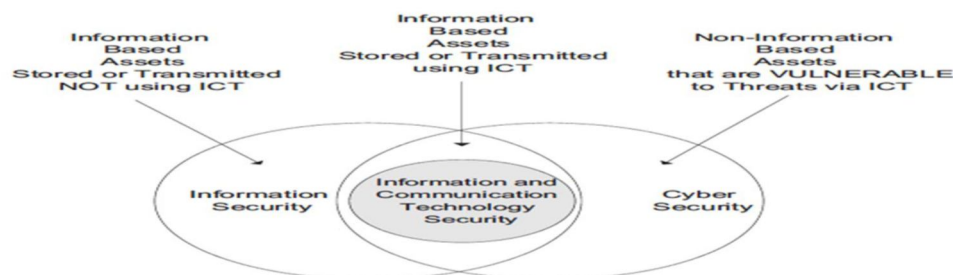 Information
Based
Assets
Stored or Transmitted
NOT using ICT
Information
Based
Assets
Stored or Transmitted
using ICT
Non-Information
Based
Assets
that are VULNERABLE
to Threats via ICT
Information
Security
Information and
Communication
Technology
Security
Cyber
Security